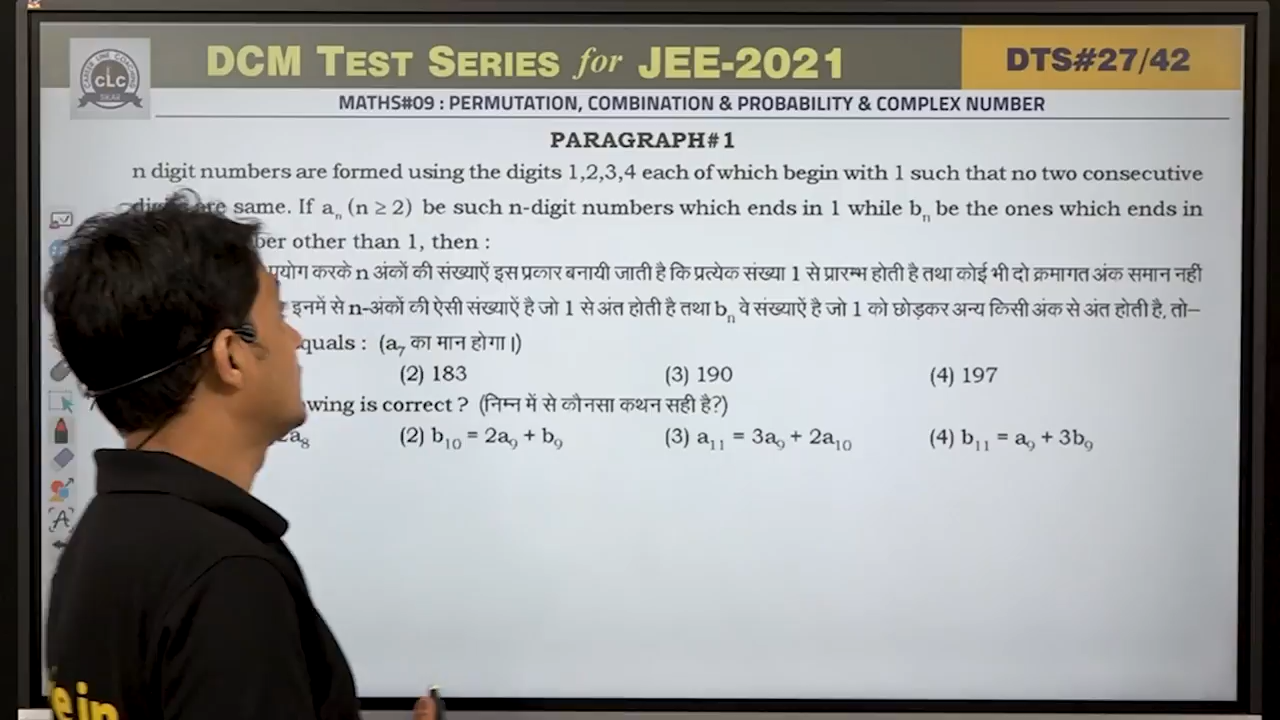 DCM TEST SERIES for JEE-2021
DTS#27/42
CLC
MATHS#09 : PERMUTATION, COMBINATION & PROBABILITY & COMPLEX NUMBER
PARAGRAPH#1
n digit numbers are formed using the digits 1,2,3,4 each of which begin with 1 such that no two consecutive
are same. If aₙ (n ≥ 2) be such n-digit numbers which ends in 1 while bₙ be the ones which ends in
other than 1, then :
प्रयोग करके n अंकों की संख्याऐं इस प्रकार बनायी जाती है कि प्रत्येक संख्या 1 से प्रारम्भ होती है तथा कोई भी दो क्रमागत अंक समान नहीं
इनमें से n-अंकों की ऐसी संख्याऐं है जो 1 से अंत होती है तथा bₙ वे संख्याऐं है जो 1 को छोड़कर अन्य किसी अंक से अंत होती है, तो–
: (a₇ का मान होगा।)
(2) 183 (3) 190 (4) 197
is correct ? (निम्न में से कौनसा कथन सही है?)
(2) b₁₀ = 2a₉ + b₉ (3) a₁₁ = 3a₉ + 2a₁₀ (4) b₁₁ = a₉ + 3b₉